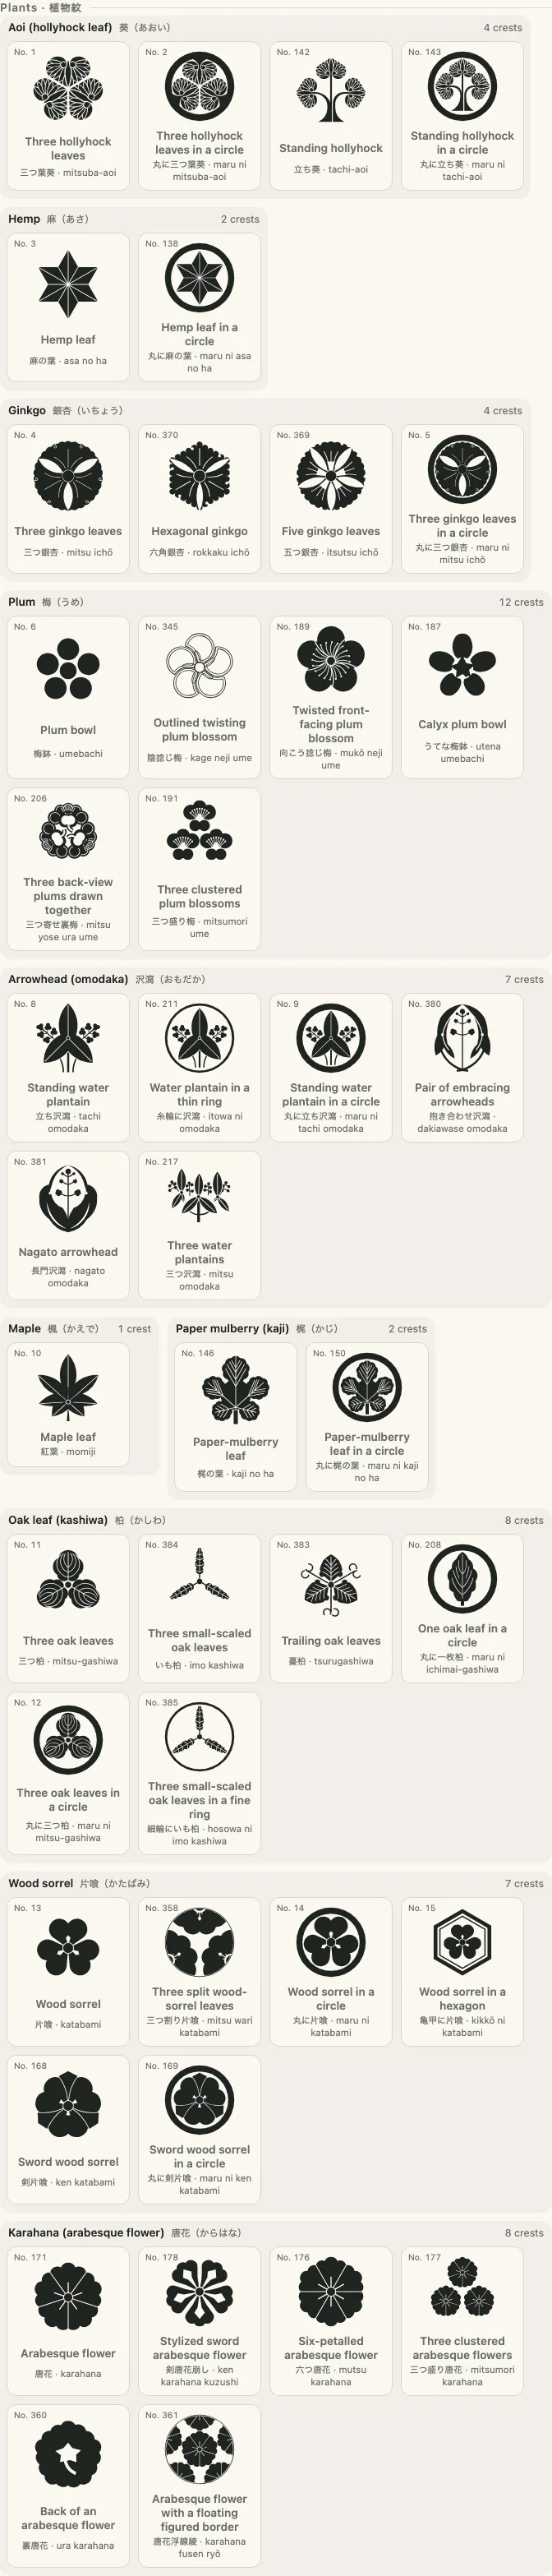 Plants · 植物紋
Aoi (hollyhock leaf) 葵（あおい） 4 crests
No. 1
Three hollyhock
leaves
三つ葉葵 · mitsuba-aoi
No. 2
Three hollyhock
leaves in a circle
丸に三つ葉葵 · maru ni
mitsuba-aoi
No. 142
Standing hollyhock
立ち葵 · tachi-aoi
No. 143
Standing hollyhock
in a circle
丸に立ち葵 · maru ni
tachi-aoi
Hemp 麻（あさ） 2 crests
No. 3
Hemp leaf
麻の葉 · asa no ha
No. 138
Hemp leaf in a
circle
丸に麻の葉 · maru ni asa
no ha
Ginkgo 銀杏（いちょう） 4 crests
No. 4
Three ginkgo leaves
三つ銀杏 · mitsu ichō
No. 370
Hexagonal ginkgo
六角銀杏 · rokkaku ichō
No. 369
Five ginkgo leaves
五つ銀杏 · itsutsu ichō
No. 5
Three ginkgo leaves
in a circle
丸に三つ銀杏 · maru ni
mitsu ichō
Plum 梅（うめ） 12 crests
No. 6
Plum bowl
梅鉢 · umebachi
No. 345
Outlined twisting
plum blossom
陰捻じ梅 · kage neji ume
No. 189
Twisted front-
facing plum
blossom
向こう捻じ梅 · mukō neji
ume
No. 187
Calyx plum bowl
うてな梅鉢 · utena
umebachi
No. 206
Three back-view
plums drawn
together
三つ寄せ裏梅 · mitsu
yose ura ume
No. 191
Three clustered
plum blossoms
三つ盛り梅 · mitsumori
ume
Arrowhead (omodaka) 沢瀉（おもだか） 7 crests
No. 8
Standing water
plantain
立ち沢瀉 · tachi
omodaka
No. 211
Water plantain in a
thin ring
糸輪に沢瀉 · itowa ni
omodaka
No. 9
Standing water
plantain in a circle
丸に立ち沢瀉 · maru ni
tachi omodaka
No. 380
Pair of embracing
arrowheads
抱き合わせ沢瀉 ·
dakiawase omodaka
No. 381
Nagato arrowhead
長門沢瀉 · nagato
omodaka
No. 217
Three water
plantains
三つ沢瀉 · mitsu
omodaka
Maple 楓（かえで） 1 crest
No. 10
Maple leaf
紅葉 · momiji
Paper mulberry (kaji) 梶（かじ） 2 crests
No. 146
Paper-mulberry
leaf
梶の葉 · kaji no ha
No. 150
Paper-mulberry
leaf in a circle
丸に梶の葉 · maru ni kaji
no ha
Oak leaf (kashiwa) 柏（かしわ） 8 crests
No. 11
Three oak leaves
三つ柏 · mitsu-gashiwa
No. 384
Three small-scaled
oak leaves
いも柏 · imo kashiwa
No. 383
Trailing oak leaves
蔓柏 · tsurugashiwa
No. 208
One oak leaf in a
circle
丸に一枚柏 · maru ni
ichimai-gashiwa
No. 12
Three oak leaves in
a circle
丸に三つ柏 · maru ni
mitsu-gashiwa
No. 385
Three small-scaled
oak leaves in a fine
ring
細輪にいも柏 · hosowa ni
imo kashiwa
Wood sorrel 片喰（かたばみ） 7 crests
No. 13
Wood sorrel
片喰 · katabami
No. 358
Three split wood-
sorrel leaves
三つ割り片喰 · mitsu wari
katabami
No. 14
Wood sorrel in a
circle
丸に片喰 · maru ni
katabami
No. 15
Wood sorrel in a
hexagon
亀甲に片喰 · kikkō ni
katabami
No. 168
Sword wood sorrel
剣片喰 · ken katabami
No. 169
Sword wood sorrel
in a circle
丸に剣片喰 · maru ni ken
katabami
Karahana (arabesque flower) 唐花（からはな） 8 crests
No. 171
Arabesque flower
唐花 · karahana
No. 178
Stylized sword
arabesque flower
剣唐花崩し · ken
karahana kuzushi
No. 176
Six-petalled
arabesque flower
六つ唐花 · mutsu
karahana
No. 177
Three clustered
arabesque flowers
三つ盛り唐花 · mitsumori
karahana
No. 360
Back of an
arabesque flower
裏唐花 · ura karahana
No. 361
Arabesque flower
with a floating
figured border
唐花浮線綾 · karahana
fusen ryō